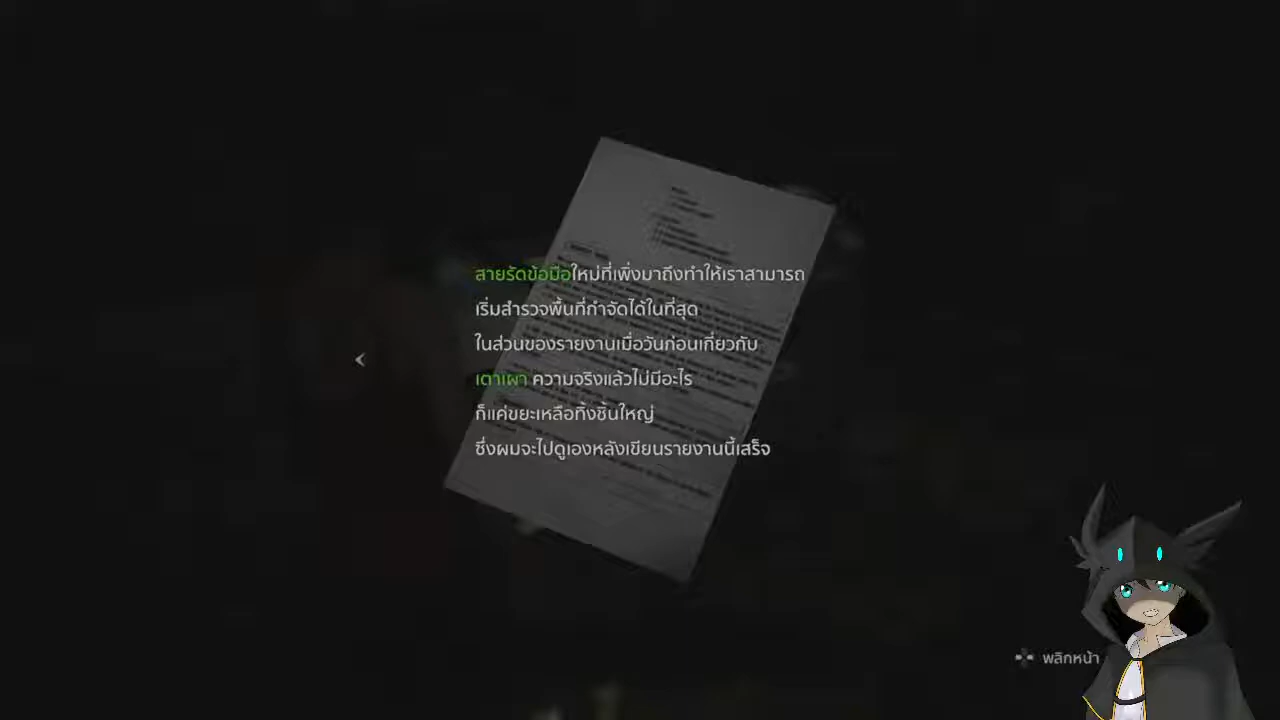 สายรัดข้อมือใหม่ที่เพิ่งมาถึงทำให้เราสามารถ
เริ่มสำรวจพื้นที่กำจัดได้ในที่สุด
ในส่วนของรายงานเมื่อวันก่อนเกี่ยวกับ
เตาเผา ความจริงแล้วไม่มีอะไร
ก็แค่ขยะเหลือทิ้งชิ้นใหญ่
ซึ่งผมจะไปดูเองหลังเขียนรายงานนี้เสร็จ
พลิกหน้า